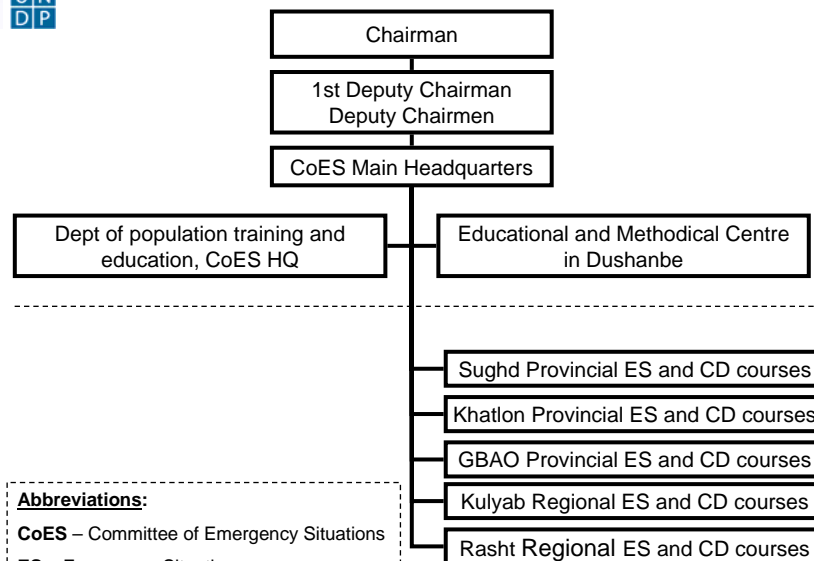 D P
Chairman
1st Deputy Chairman
Deputy Chairmen
CoES Main Headquarters
Dept of population training and
education, CoES HQ
Educational and Methodical Centre
in Dushanbe
Sughd Provincial ES and CD courses
Khatlon Provincial ES and CD courses
GBAO Provincial ES and CD courses
Kulyab Regional ES and CD courses
Rasht Regional ES and CD courses
Abbreviations:
CoES – Committee of Emergency Situations